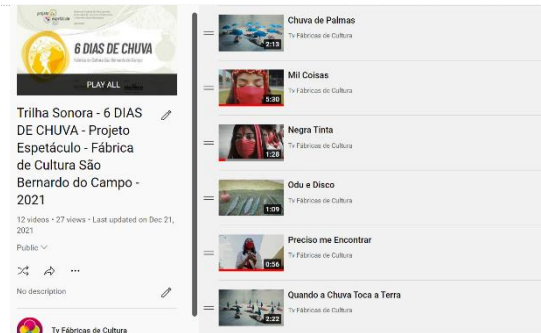 6 DIAS DE CHUVA
PLAY ALL
Trilha Sonora - 6 DIAS
DE CHUVA - Projeto
Espetáculo - Fábrica
de Cultura São
Bernardo do Campo -
2021
12 videos • 27 views • Last updated on Dec 21,
2021
Public
No description
Tv Fábricas de Cultura
Chuva de Palmas
Tv Fábricas de Cultura
2:13
Mil Coisas
Tv Fábricas de Cultura
5:30
Negra Tinta
Tv Fábricas de Cultura
1:28
Odu e Disco
Tv Fábricas de Cultura
1:09
Preciso me Encontrar
Tv Fábricas de Cultura
0:56
Quando a Chuva Toca a Terra
Tv Fábricas de Cultura
2:22